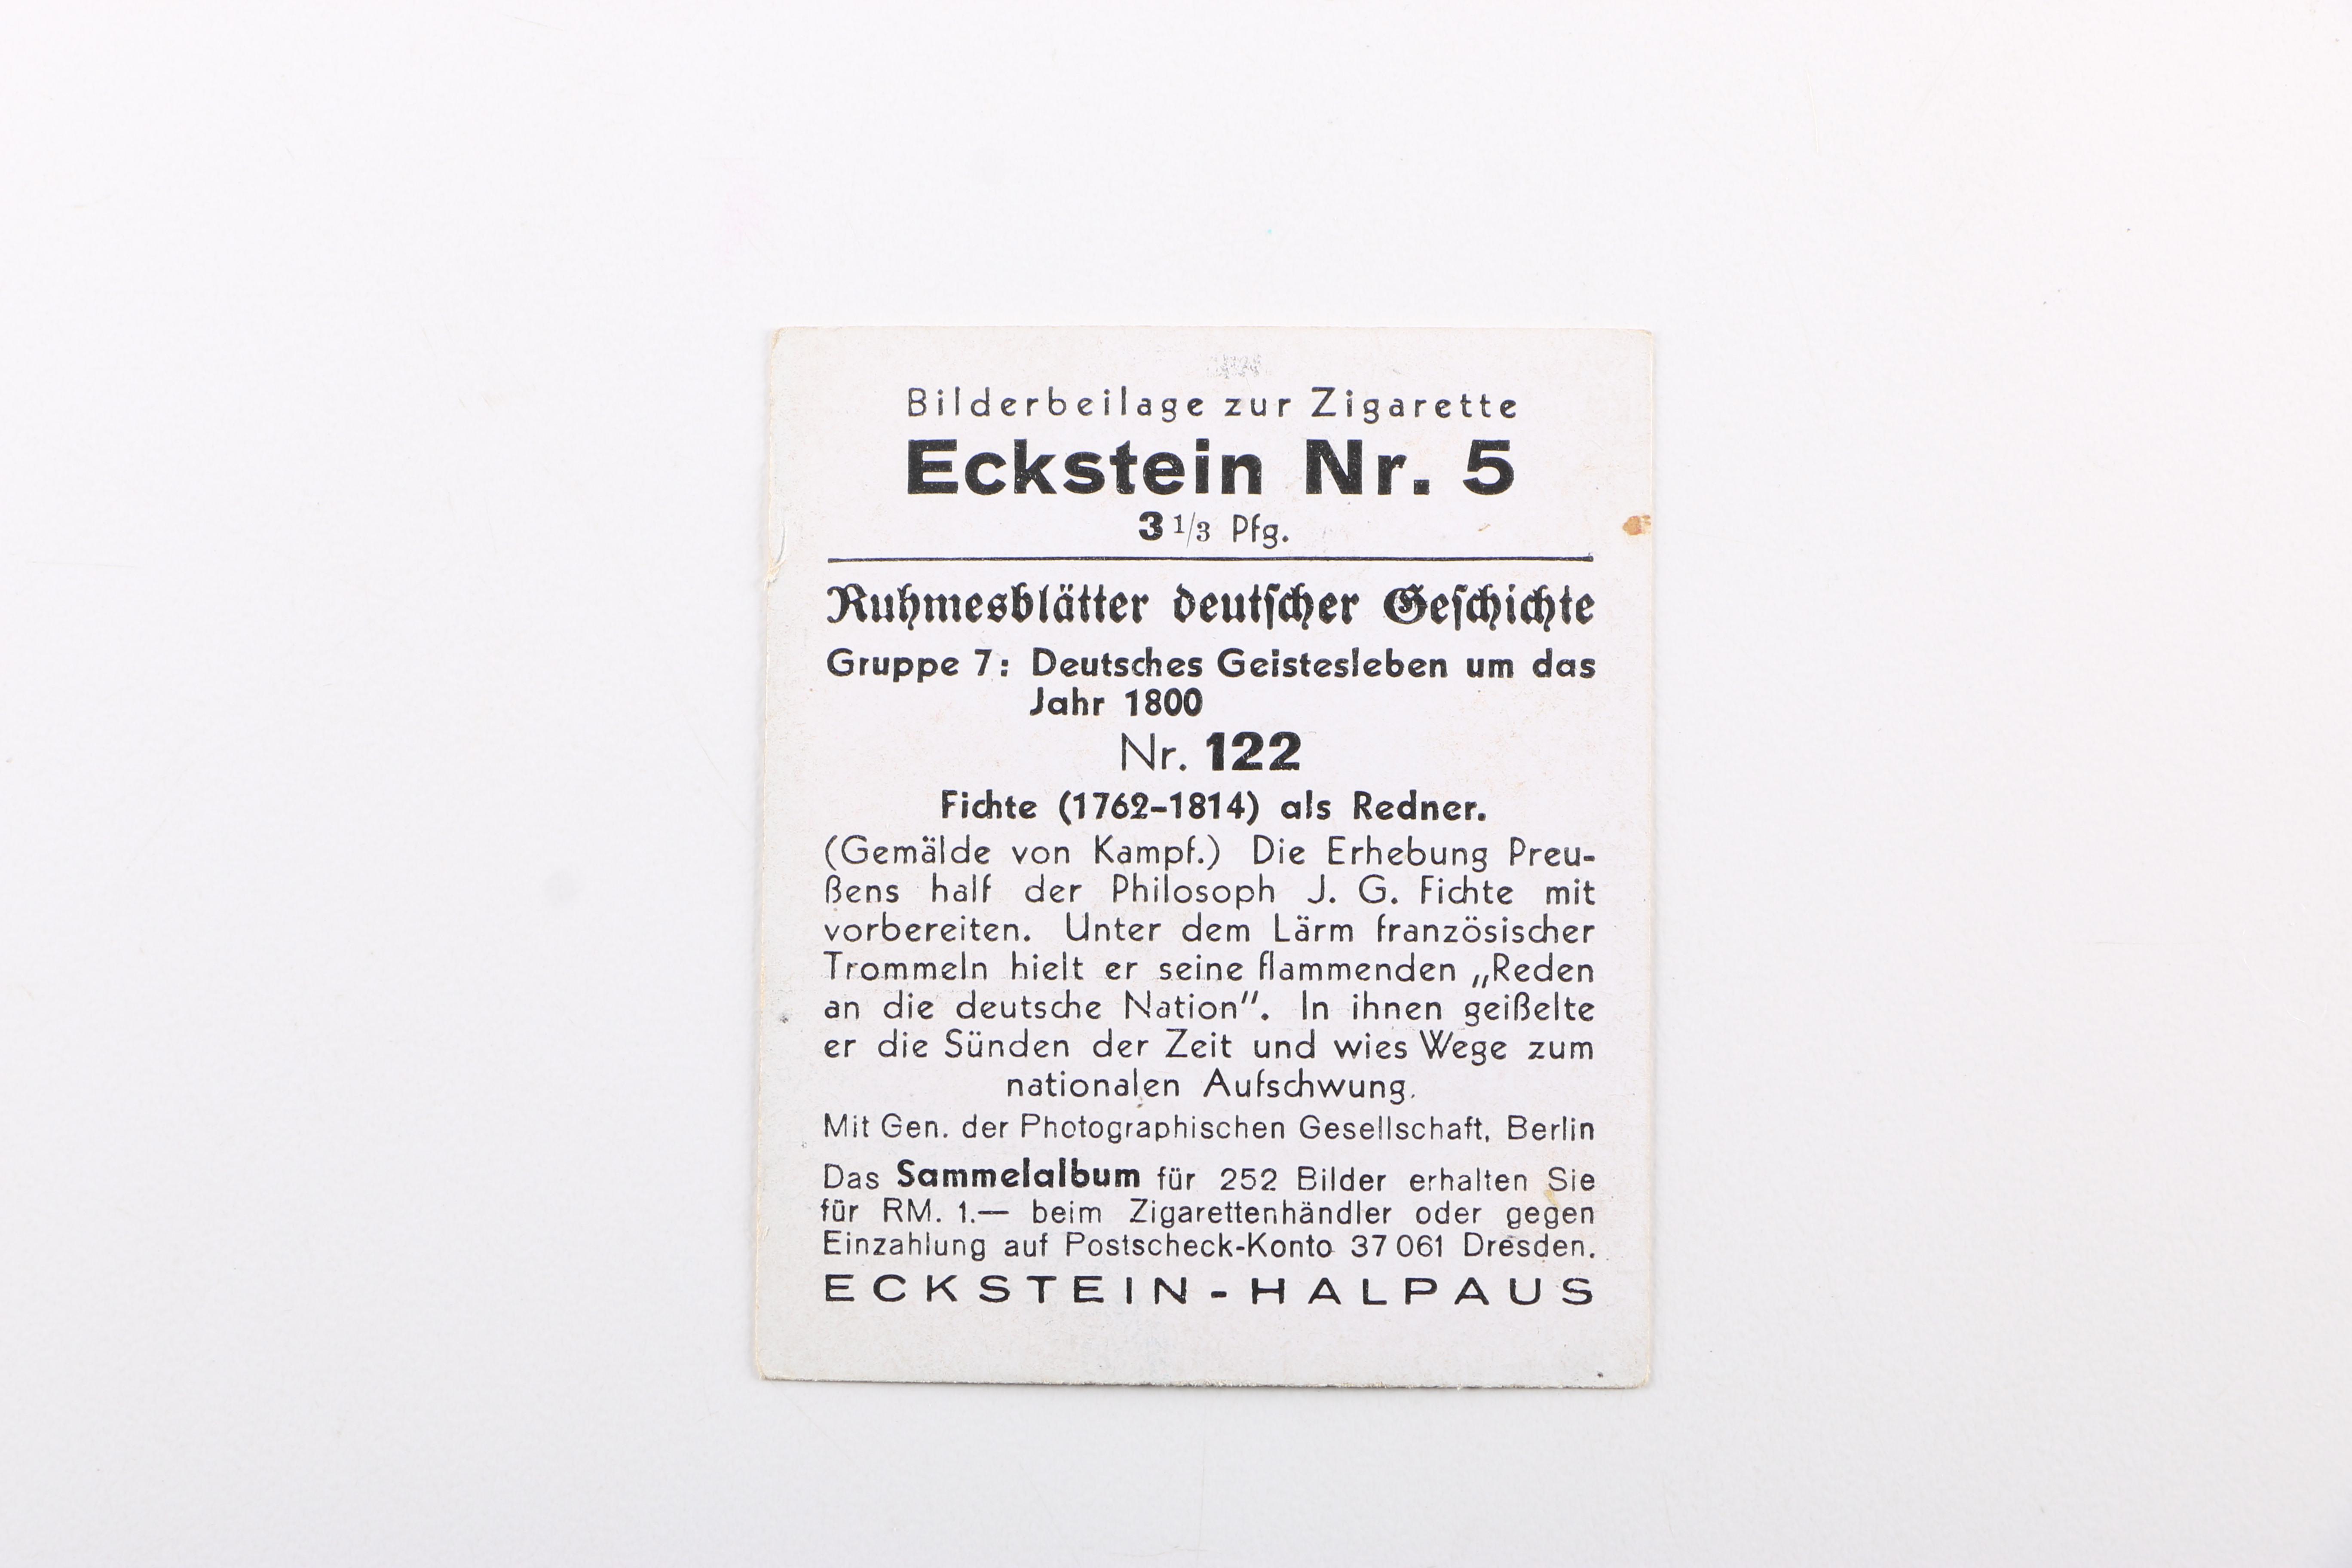 Bilderbeilage zur Zigarette
Eckstein Nr. 5
3 1/3 Pfg.
Ruhmesblätter deutſcher Geſchichte
Gruppe 7: Deutsches Geistesleben um das
Jahr 1800
Nr. 122
Fichte (1762–1814) als Redner.
(Gemälde von Kampf.) Die Erhebung Preu-
ßens half der Philosoph J. G. Fichte mit
vorbereiten. Unter dem Lärm französischer
Trommeln hielt er seine flammenden „Reden
an die deutsche Nation“. In ihnen geißelte
er die Sünden der Zeit und wies Wege zum
nationalen Aufschwung.
Mit Gen. der Photographischen Gesellschaft, Berlin
Das Sammelalbum für 252 Bilder erhalten Sie
für RM. 1.— beim Zigarettenhändler oder gegen
Einzahlung auf Postscheck-Konto 37 061 Dresden.
ECKSTEIN-HALPAUS